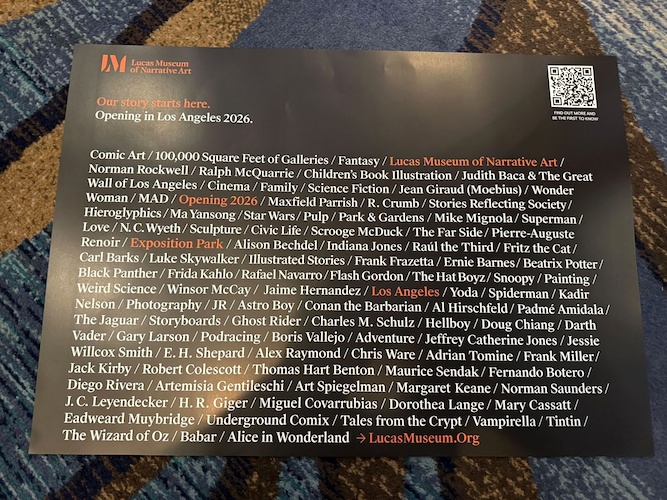 Lucas Museum
of Narrative Art
FIND OUT MORE AND
BE THE FIRST TO KNOW
Our story starts here.
Opening in Los Angeles 2026.
Comic Art / 100,000 Square Feet of Galleries / Fantasy / Lucas Museum of Narrative Art /
Norman Rockwell / Ralph McQuarrie / Children's Book Illustration / Judith Baca & The Great
Wall of Los Angeles / Cinema / Family / Science Fiction / Jean Giraud (Moebius) / Wonder
Woman / MAD / Opening 2026 / Maxfield Parrish / R. Crumb / Stories Reflecting Society /
Hieroglyphics / Ma Yansong / Star Wars / Pulp / Park & Gardens / Mike Mignola / Superman /
Love / N. C. Wyeth / Sculpture / Civic Life / Scrooge McDuck / The Far Side / Pierre-Auguste
Renoir / Exposition Park / Alison Bechdel / Indiana Jones / Raúl the Third / Fritz the Cat /
Carl Barks / Luke Skywalker / Illustrated Stories / Frank Frazetta / Ernie Barnes / Beatrix Potter /
Black Panther / Frida Kahlo / Rafael Navarro / Flash Gordon / The Hat Boyz / Snoopy / Painting /
Weird Science / Winsor McCay / Jaime Hernandez / Los Angeles / Yoda / Spiderman / Kadir
Nelson / Photography / JR / Astro Boy / Conan the Barbarian / Al Hirschfeld / Padmé Amidala /
The Jaguar / Storyboards / Ghost Rider / Charles M. Schulz / Hellboy / Doug Chiang / Darth
Vader / Gary Larson / Podracing / Boris Vallejo / Adventure / Jeffrey Catherine Jones / Jessie
Willcox Smith / E. H. Shepard / Alex Raymond / Chris Ware / Adrian Tomine / Frank Miller /
Jack Kirby / Robert Colescott / Thomas Hart Benton / Maurice Sendak / Fernando Botero /
Diego Rivera / Artemisia Gentileschi / Art Spiegelman / Margaret Keane / Norman Saunders /
J. C. Leyendecker / H. R. Giger / Miguel Covarrubias / Dorothea Lange / Mary Cassatt /
Eadweard Muybridge / Underground Comix / Tales from the Crypt / Vampirella / Tintin /
The Wizard of Oz / Babar / Alice in Wonderland → LucasMuseum.Org